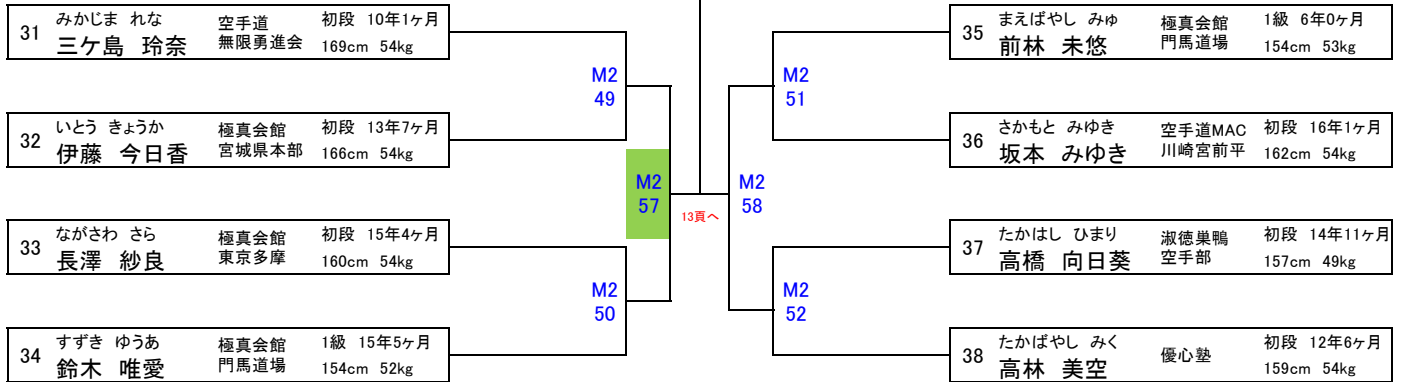 31 みかじま れな 空手道 初段 10年1ヶ月
三ケ島 玲奈 無限勇進会 169cm 54kg
M2
49
32 いとう きょうか 極真会館 初段 13年7ヶ月
伊藤 今日香 宮城県本部 166cm 54kg
M2
57
33 ながさわ さら 極真会館 初段 15年4ヶ月
長澤 紗良 東京多摩 160cm 54kg
M2
50
34 すずき ゆうあ 極真会館 1級 15年5ヶ月
鈴木 唯愛 門馬道場 154cm 52kg
13頁へ
35 まえばやし みゆ 極真会館 1級 6年0ヶ月
前林 未悠 門馬道場 154cm 53kg
M2
51
36 さかもと みゆき 空手道MAC 初段 16年1ヶ月
坂本 みゆき 川崎宮前平 162cm 54kg
M2
58
37 たかはし ひまり 淑徳巣鴨 初段 14年11ヶ月
高橋 向日葵 空手部 157cm 49kg
M2
52
38 たかばやし みく 優心塾 初段 12年6ヶ月
高林 美空 159cm 54kg